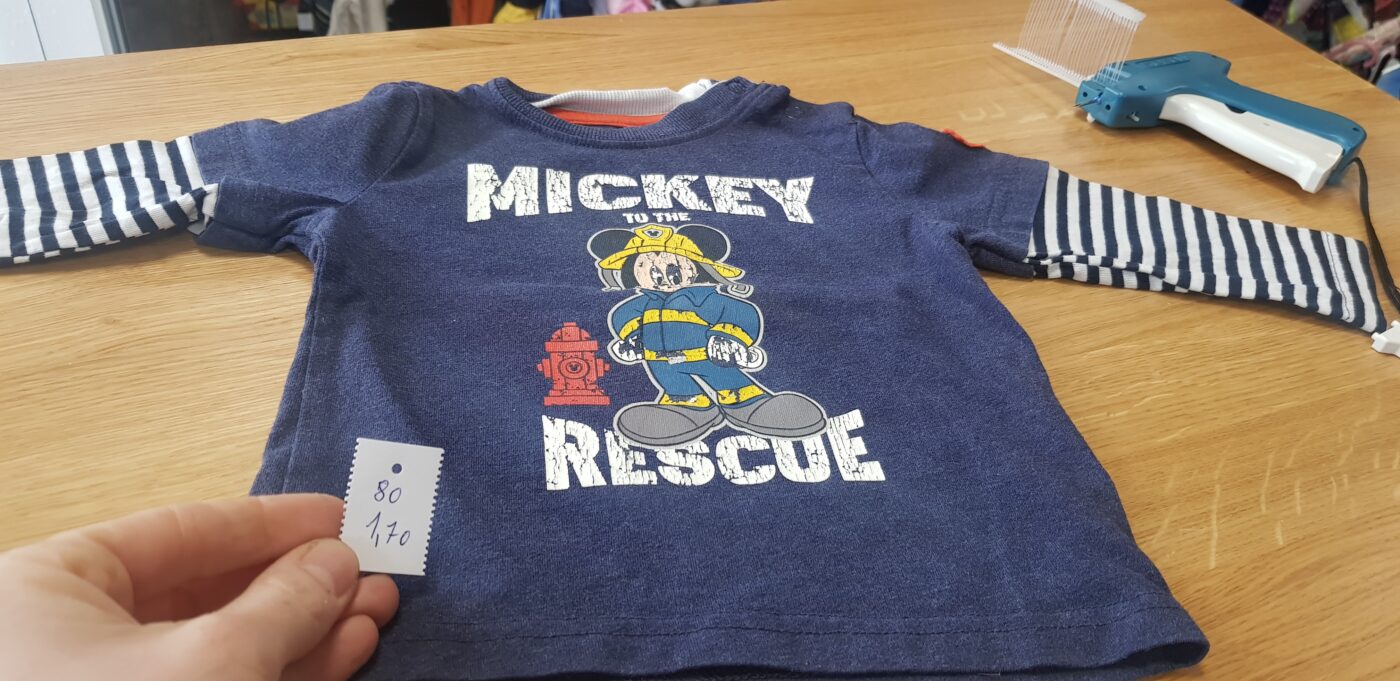 MICKEY
TO THE
RESCUE
80
1,70